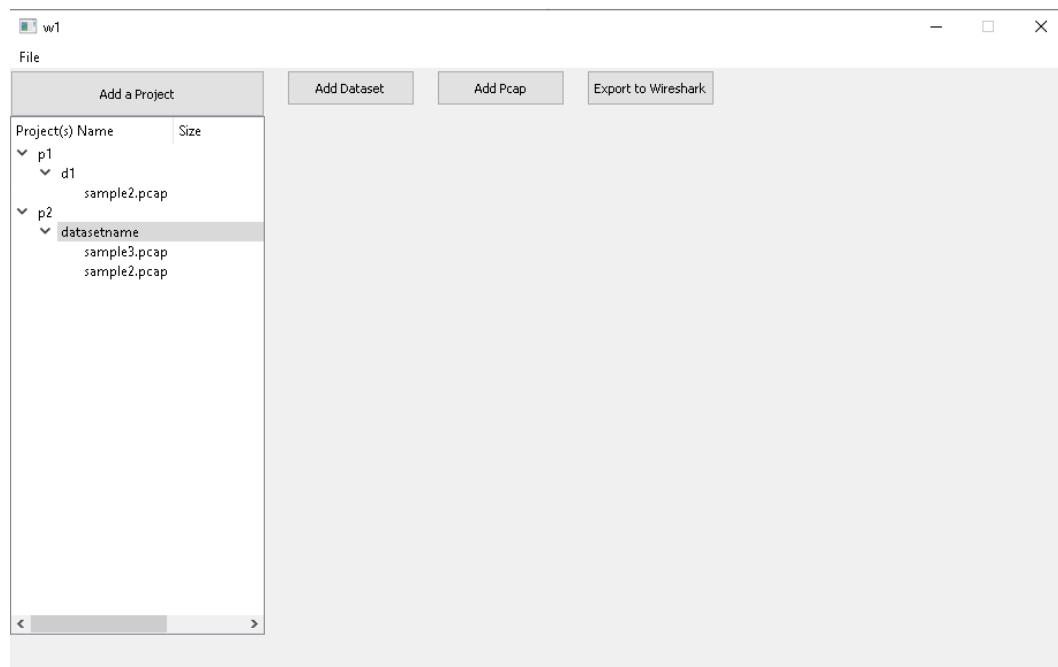 w1
File
Add a Project
Add Dataset
Add Pcap
Export to Wireshark
Project(s) Name
Size
p1
d1
sample2.pcap
p2
datasetname
sample3.pcap
sample2.pcap